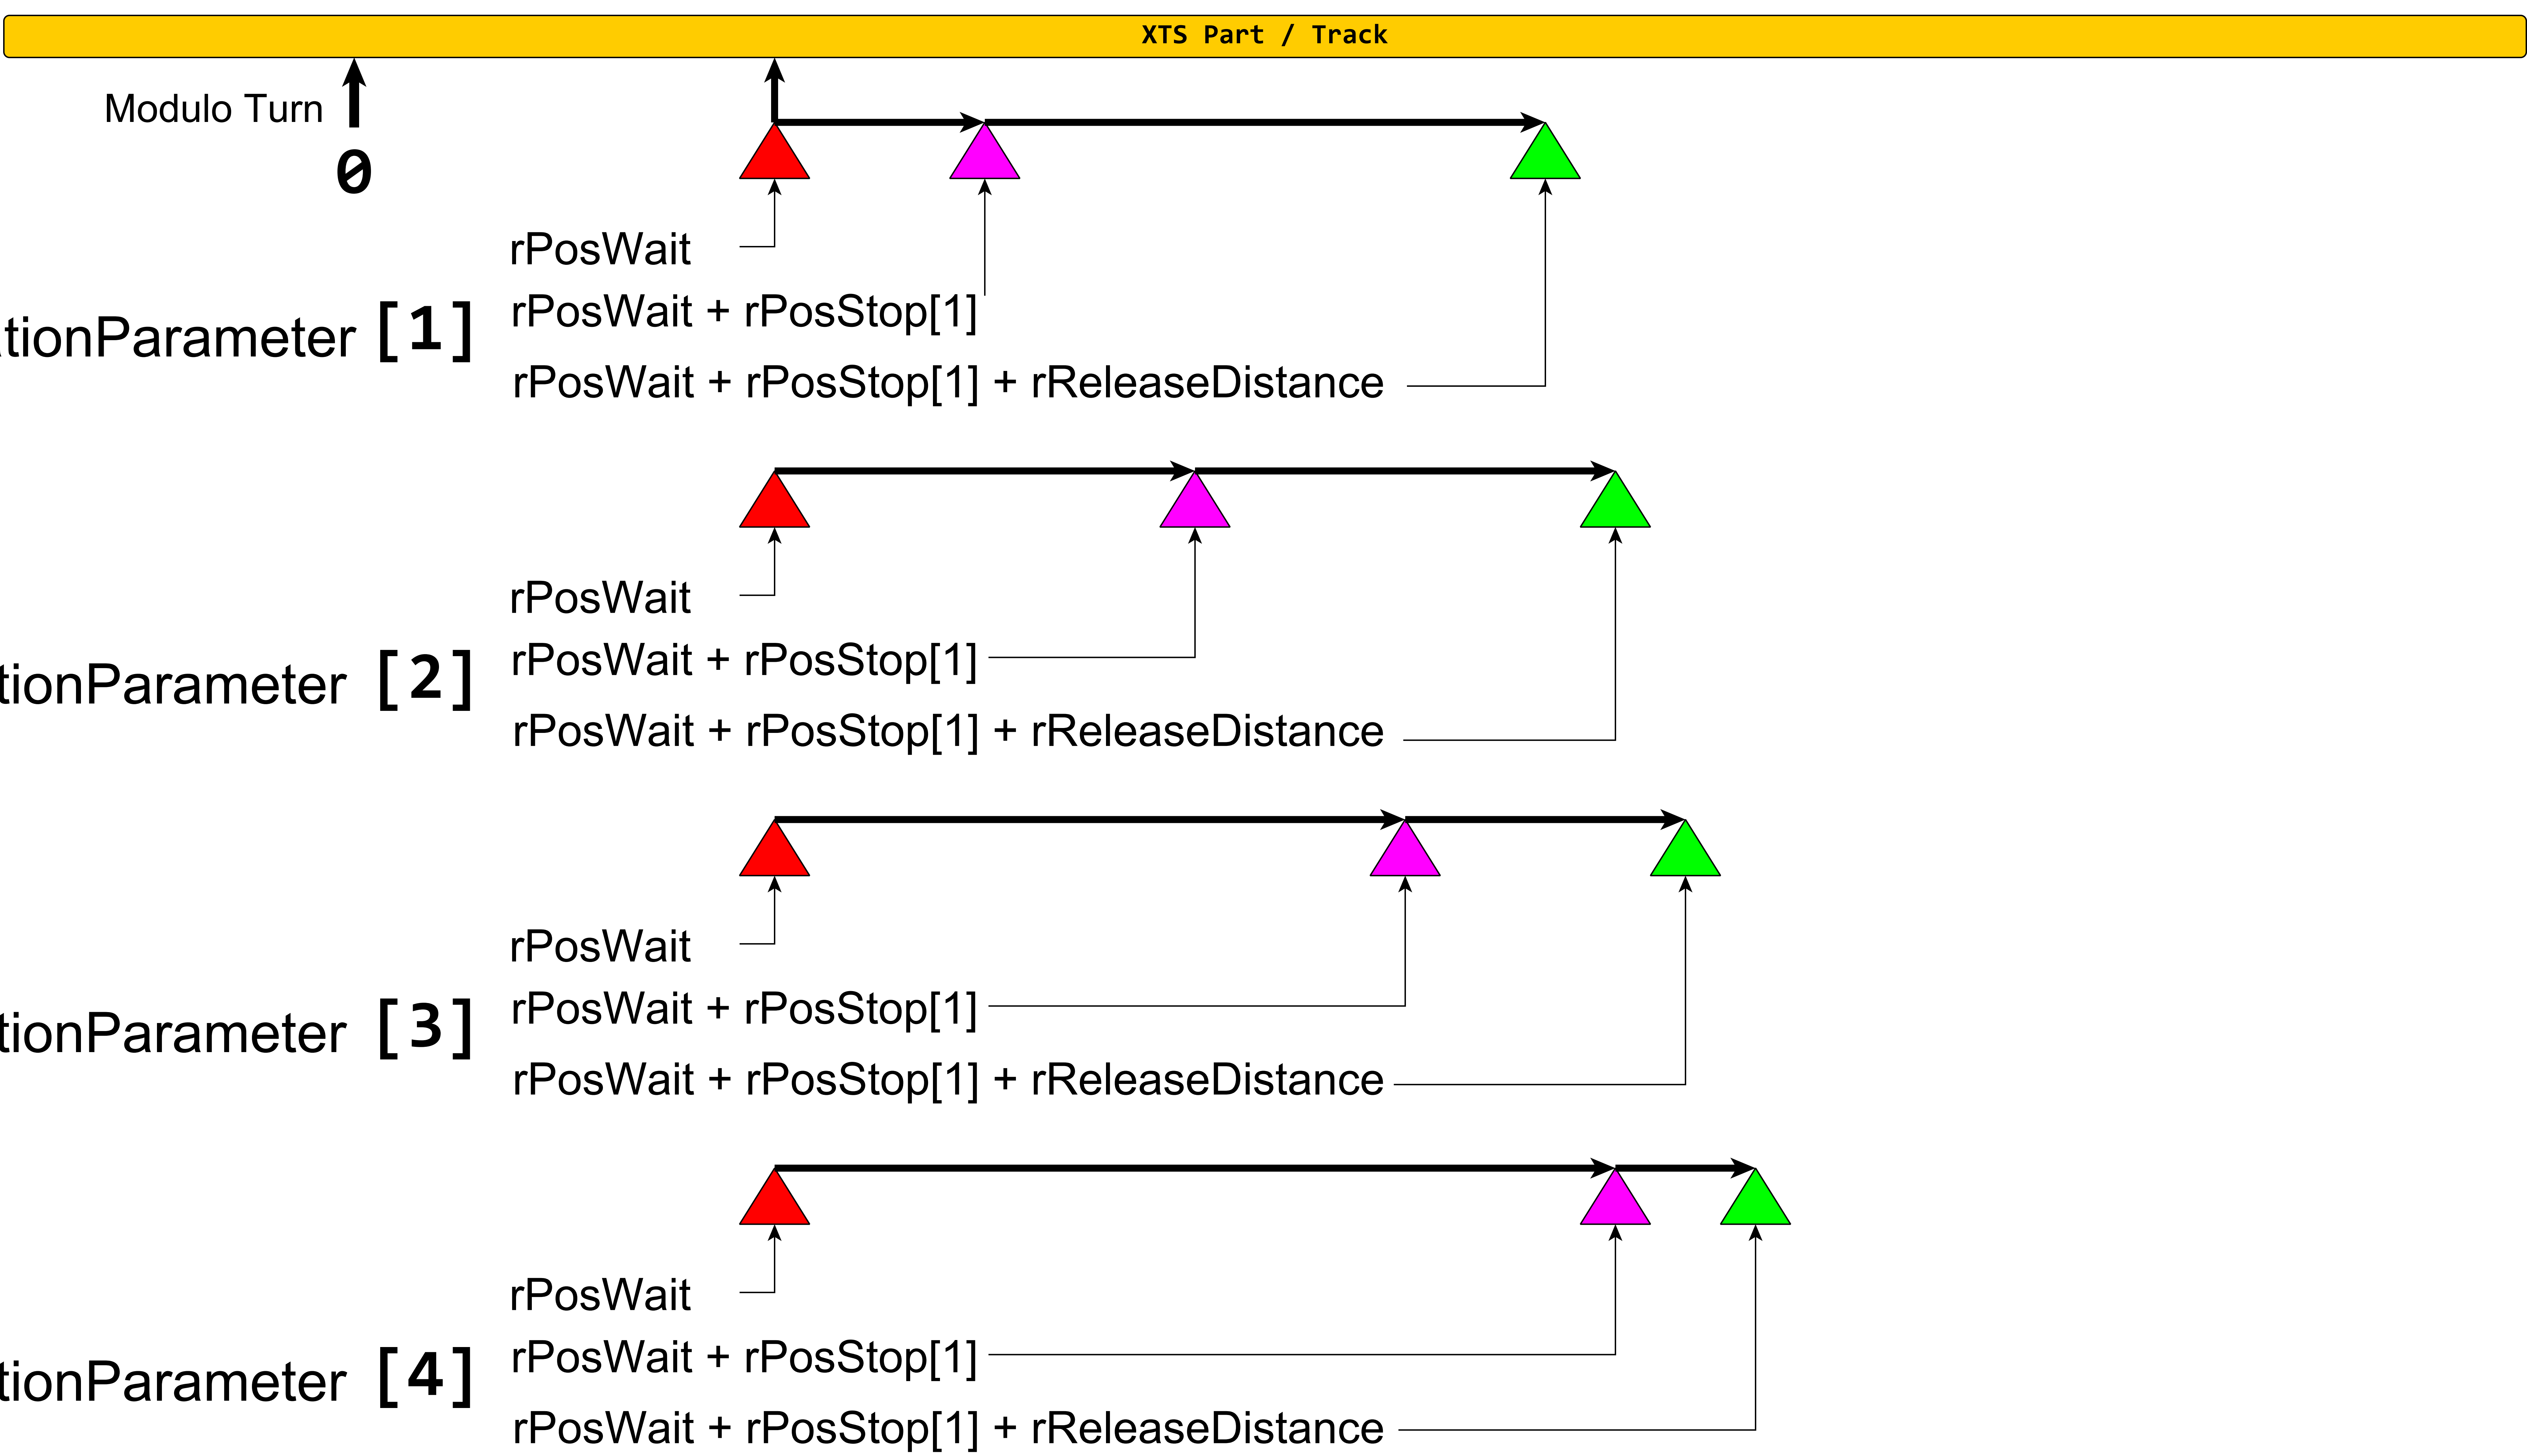 XTS Part / Track
Modulo Turn
0
rPosWait
rPosWait + rPosStop[1]
tionParameter [1]
rPosWait + rPosStop[1] + rReleaseDistance
rPosWait
rPosWait + rPosStop[1]
tionParameter [2]
rPosWait + rPosStop[1] + rReleaseDistance
rPosWait
rPosWait + rPosStop[1]
tionParameter [3]
rPosWait + rPosStop[1] + rReleaseDistance
rPosWait
rPosWait + rPosStop[1]
tionParameter [4]
rPosWait + rPosStop[1] + rReleaseDistance